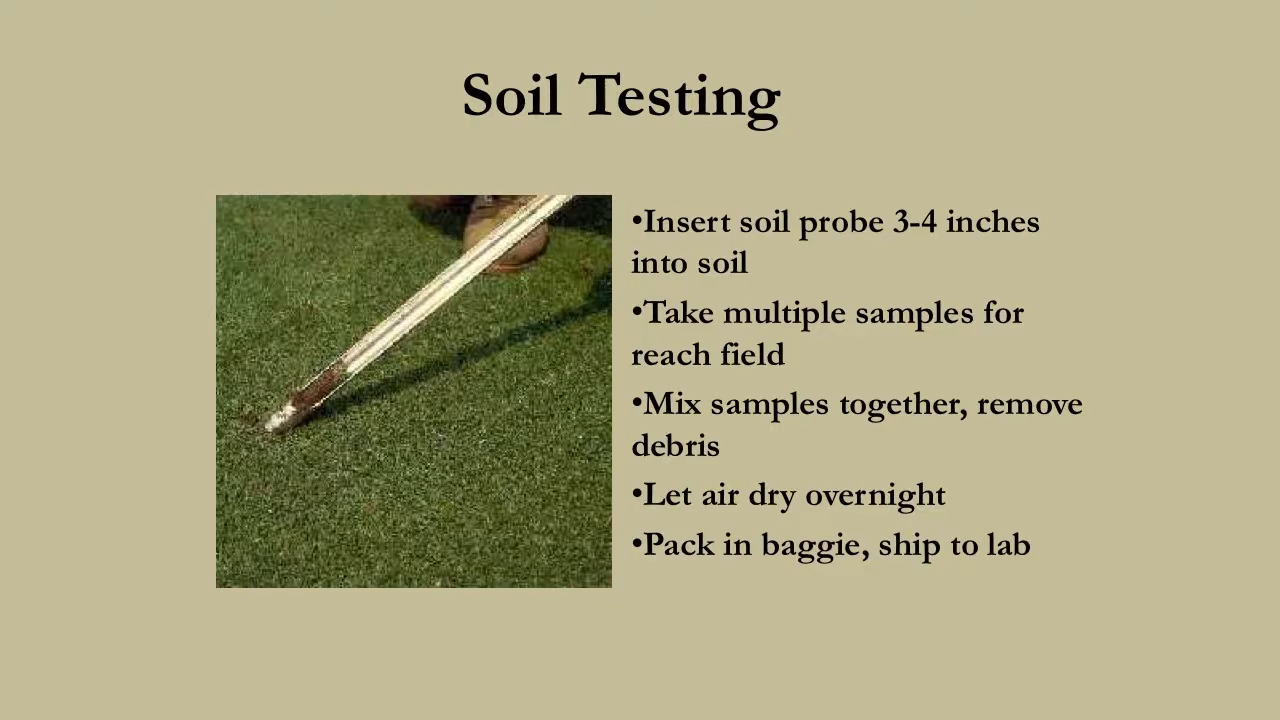 Soil Testing
•Insert soil probe 3-4 inches
into soil
•Take multiple samples for
reach field
•Mix samples together, remove
debris
•Let air dry overnight
•Pack in baggie, ship to lab